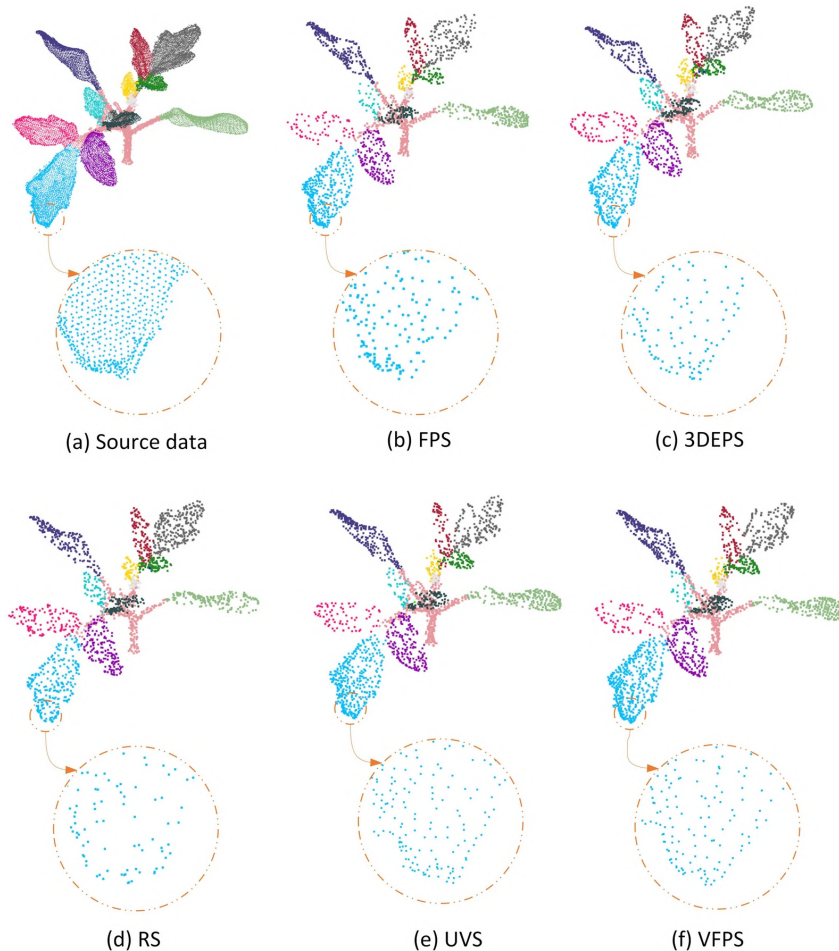 (a) Source data
(b) FPS
(c) 3DEPS
(d) RS
(e) UVS
(f) VFPS